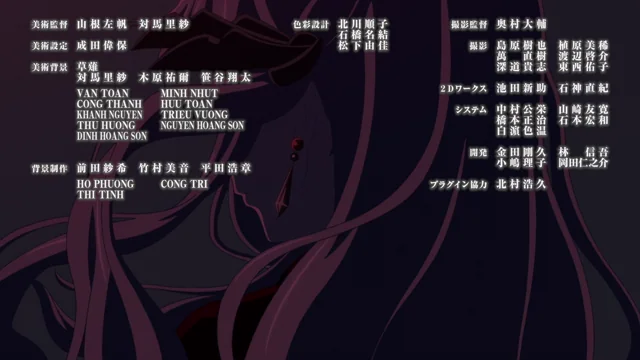 美術監督 山根左帆 対馬里紗
美術設定 成田偉保
美術背景 草薙
対馬里紗 木原祐爾 笹谷翔太
VAN TOAN MINH NHUT
CONG THANH HUU TOAN
KHANH NGUYEN TRIEU VUONG
THU HUONG NGUYEN HOANG SON
DINH HOANG SON
背景制作 前田紗希 竹村美音 平田浩章
HO PHUONG CONG TRI
THI TINH
色彩設計 北川順子
石橋名結
松下由佳
撮影監督 奥村大輔
撮影 島原樹也 植原美稀
萬直樹 渡辺啓介
深道貴志 東西佑子
2Dワークス 池田新助 石神直紀
システム 中村公栄 山崎友寛
橋本正治 石本宏和
白濵色温
開発 金田剛久 林信吾
小嶋理子 岡田仁之介
プラグイン協力 北村浩久